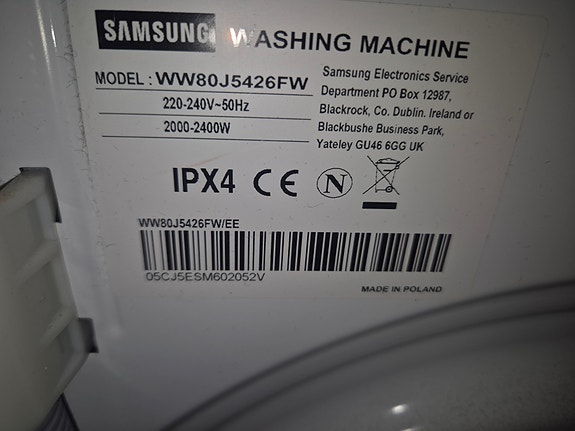 SAMSUNG WASHING MACHINE
MODEL : WW80J5426FW
220-240V~50Hz
2000-2400W
Samsung Electronics Service
Department PO Box 12987,
Blackrock, Co. Dublin. Ireland or
Blackbushe Business Park,
Yateley GU46 6GG UK
IPX4 CE N
WW80J5426FW/EE
05CJ5ESM602052V
MADE IN POLAND